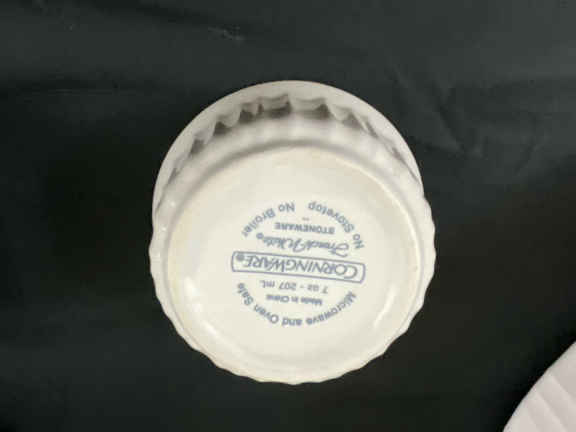 Microwave and Oven Safe
Made in China
7 oz - 207 mL
CORNINGWARE®
French White®
STONEWARE
No Stovetop No Broiler